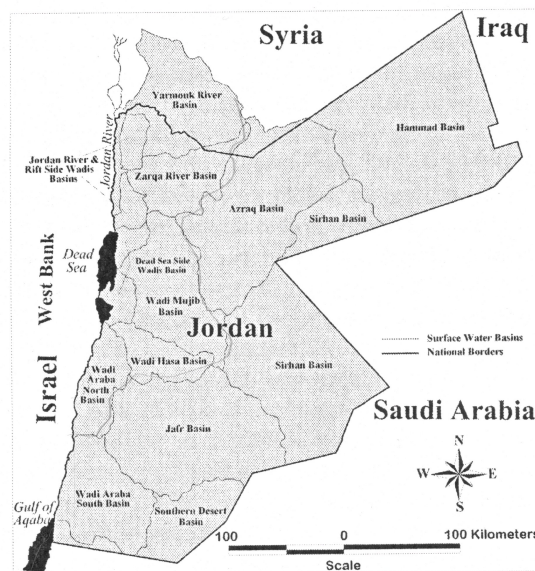 Syria
Iraq
Yarmouk River
Basin
Hammad Basin
Jordan River
Jordan River &
Rift Side Wadis
Basins
Zarqa River Basin
Azraq Basin
Sirhan Basin
West Bank
Dead
Sea
Dead Sea Side
Wadis Basin
Wadi Mujib
Basin
Jordan
Surface Water Basins
National Borders
Israel
Wadi
Araba
North
Basin
Wadi Hasa Basin
Sirhan Basin
Saudi Arabia
Jafr Basin
N
W
E
S
Wadi Araba
South Basin
Southern Desert
Basin
Gulf of
Aqaba
100
0
100 Kilometers
Scale